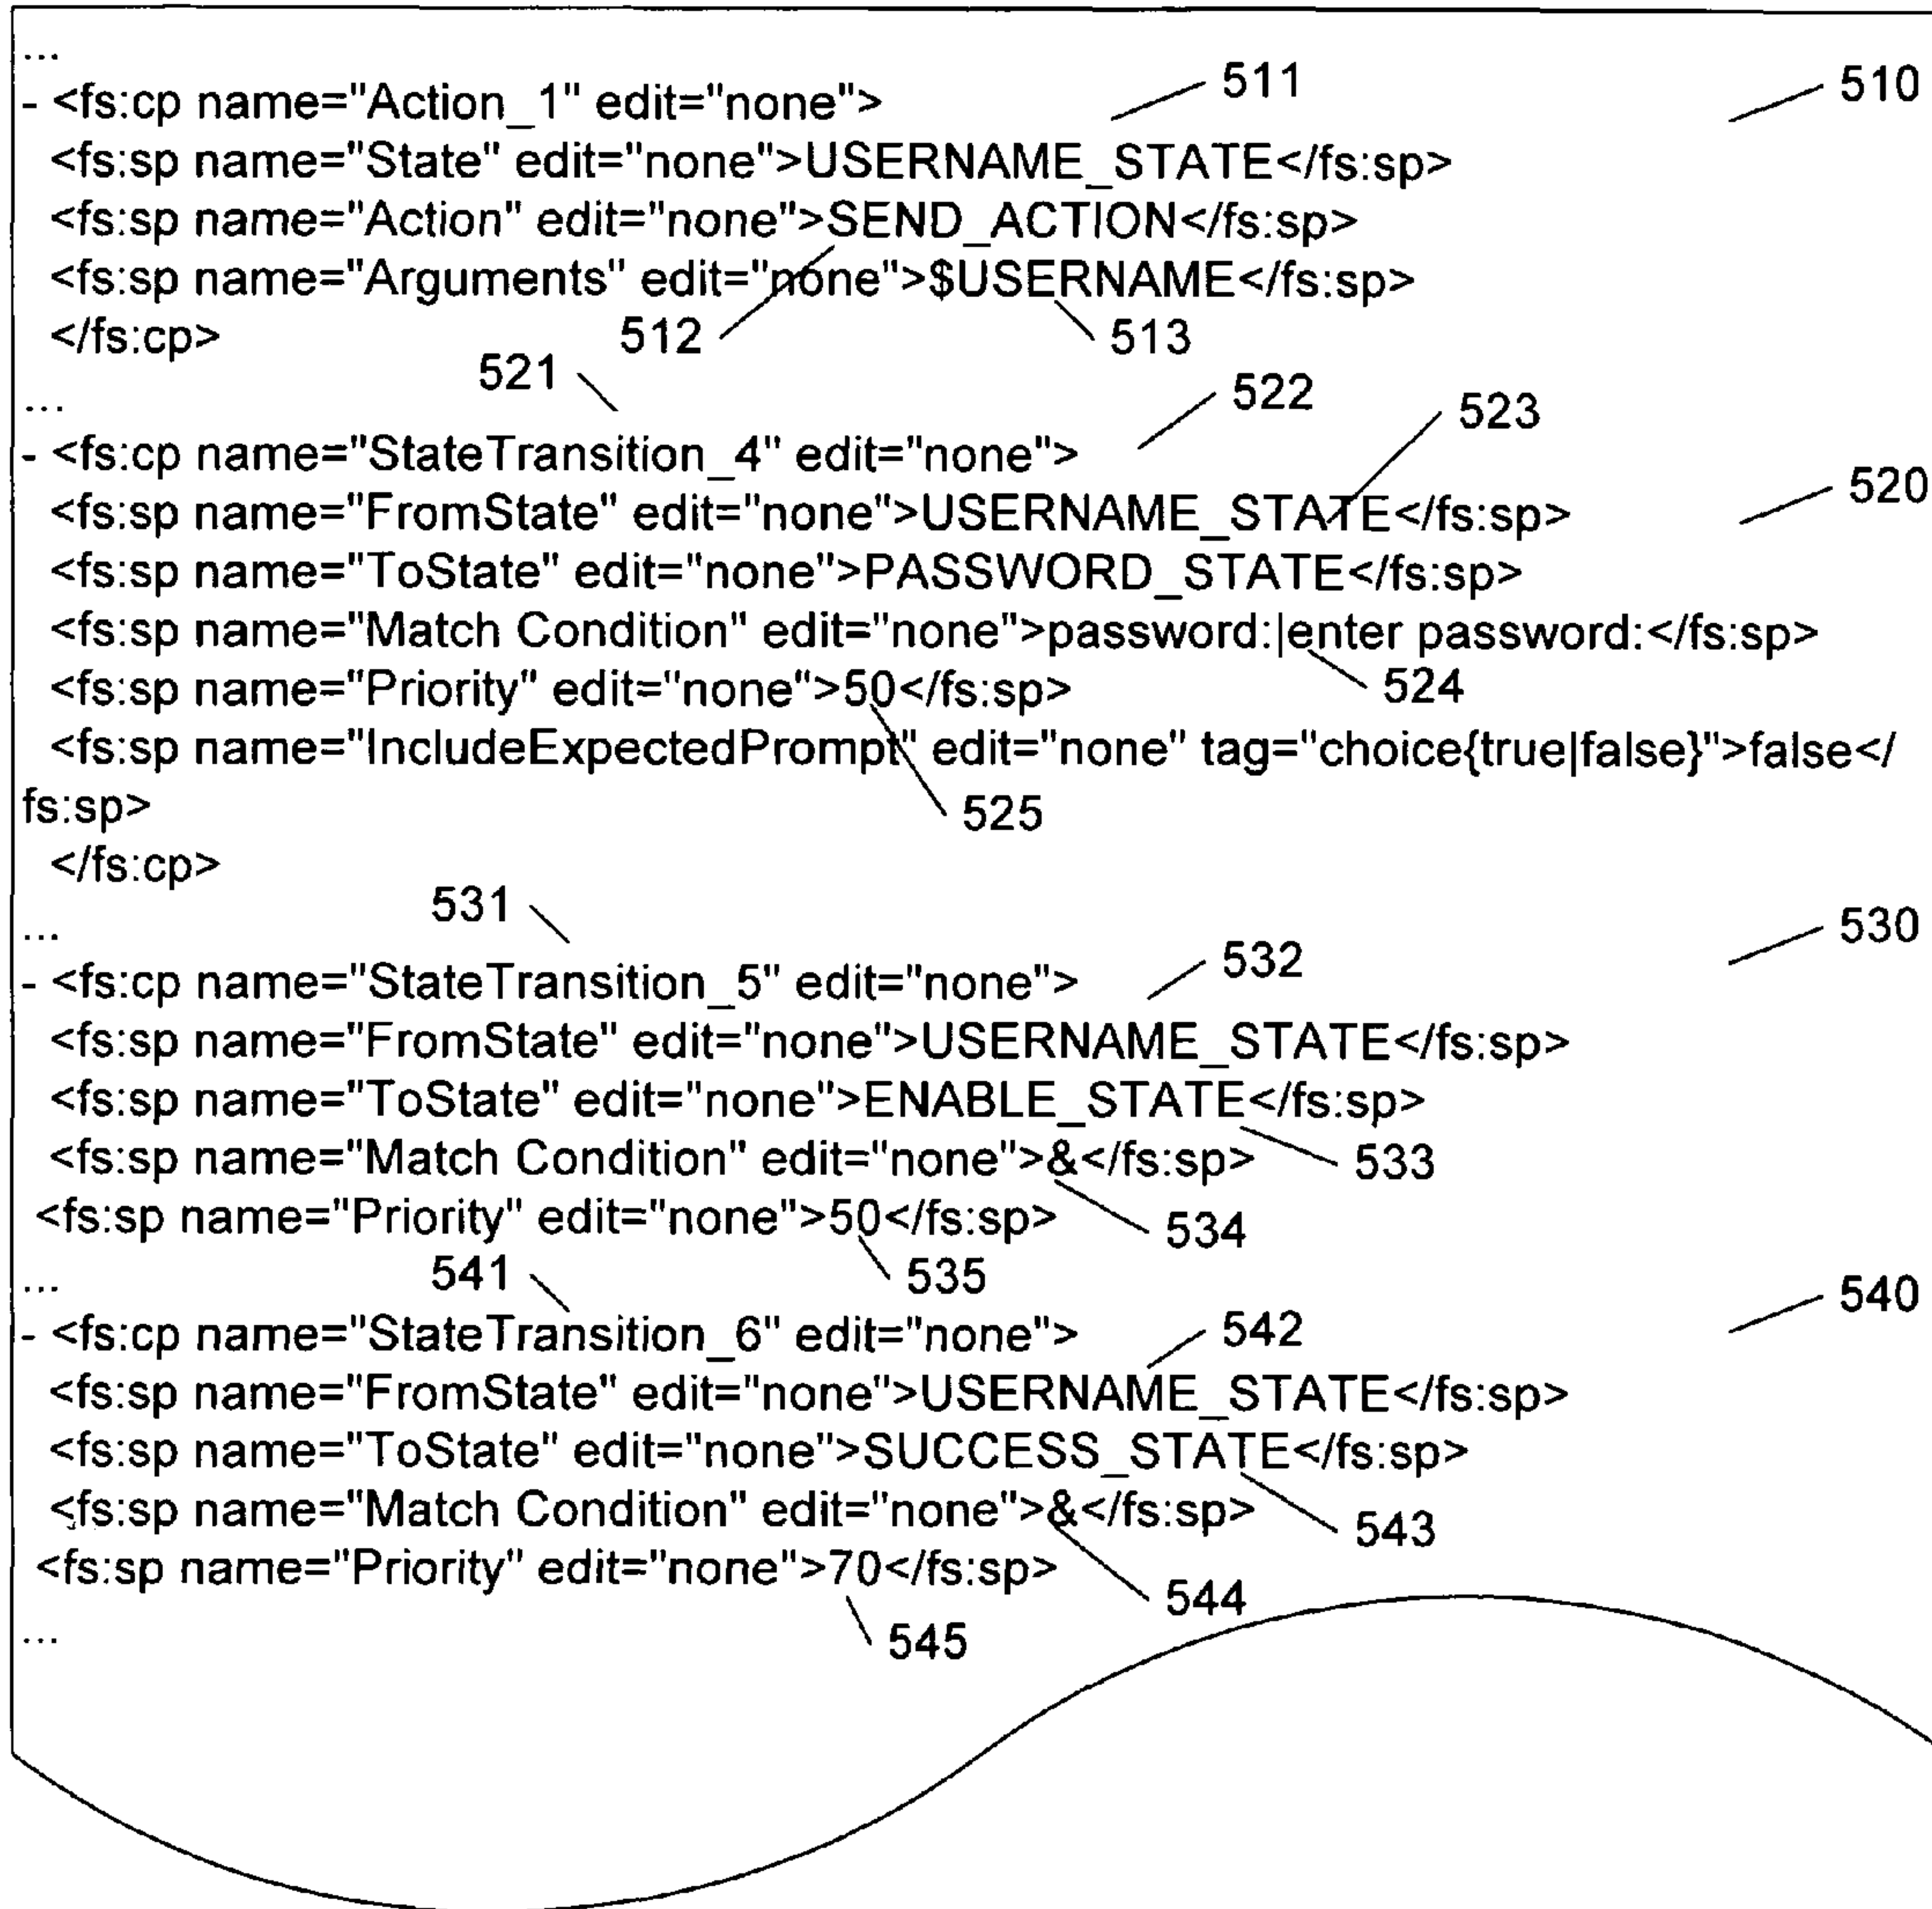 ...
- <fs:cp name="Action_1" edit="none"> 511 510
<fs:sp name="State" edit="none">USERNAME_STATE</fs:sp>
<fs:sp name="Action" edit="none">SEND_ACTION</fs:sp>
<fs:sp name="Arguments" edit="none">$USERNAME</fs:sp>
</fs:cp> 512 513
521 522
... 523
- <fs:cp name="StateTransition_4" edit="none">
<fs:sp name="FromState" edit="none">USERNAME_STATE</fs:sp> 520
<fs:sp name="ToState" edit="none">PASSWORD_STATE</fs:sp>
<fs:sp name="Match Condition" edit="none">password:|enter password:</fs:sp>
<fs:sp name="Priority" edit="none">50</fs:sp> 524
<fs:sp name="IncludeExpectedPrompt" edit="none" tag="choice{true|false}">false</
fs:sp> 525
</fs:cp>
531 530
...
- <fs:cp name="StateTransition_5" edit="none"> 532
<fs:sp name="FromState" edit="none">USERNAME_STATE</fs:sp>
<fs:sp name="ToState" edit="none">ENABLE_STATE</fs:sp>
<fs:sp name="Match Condition" edit="none">&</fs:sp> 533
<fs:sp name="Priority" edit="none">50</fs:sp> 534
... 541 535 540
- <fs:cp name="StateTransition_6" edit="none"> 542
<fs:sp name="FromState" edit="none">USERNAME_STATE</fs:sp>
<fs:sp name="ToState" edit="none">SUCCESS_STATE</fs:sp>
<fs:sp name="Match Condition" edit="none">&</fs:sp> 543
<fs:sp name="Priority" edit="none">70</fs:sp> 544
... 545